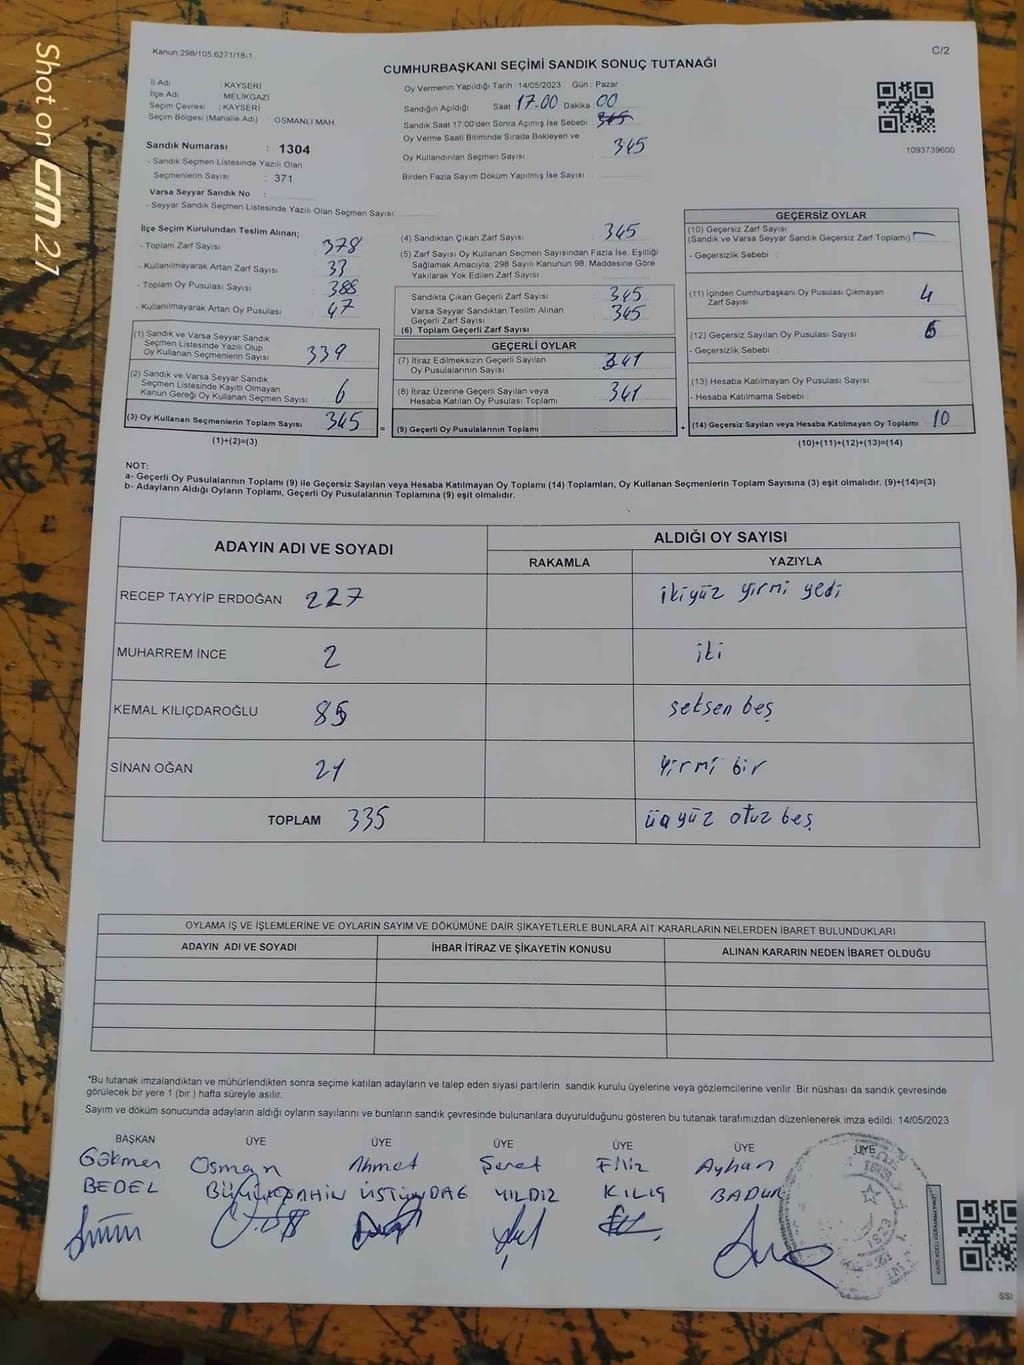 Kanun:298/105,6271/18-1
C/2
CUMHURBAŞKANI SEÇİMİ SANDIK SONUÇ TUTANAĞI
İl Adı : KAYSERİ
İlçe Adı : MELİKGAZİ
Seçim Çevresi : KAYSERİ
Seçim Bölgesi (Mahalle Adı) : OSMANLI MAH.
Sandık Numarası : 1304
- Sandık Seçmen Listesinde Yazılı Olan
Seçmenlerin Sayısı : 371
Varsa Seyyar Sandık No :
- Seyyar Sandık Seçmen Listesinde Yazılı Olan Seçmen Sayısı:
Oy Vermenin Yapıldığı Tarih : 14/05/2023 Gün : Pazar
Sandığın Açıldığı Saat 17.00 Dakika 00
Sandık Saat 17:00'den Sonra Açılmış İse Sebebi
Oy Verme Saati Bitiminde Sırada Bekleyen ve
Oy Kullandırılan Seçmen Sayısı : 345
Birden Fazla Sayım Döküm Yapılmış İse Sayısı :
1093739600
İlçe Seçim Kurulundan Teslim Alınan;
- Toplam Zarf Sayısı : 378
- Kullanılmayarak Artan Zarf Sayısı : 33
- Toplam Oy Pusulası Sayısı : 388
- Kullanılmayarak Artan Oy Pusulası : 47
(1) Sandık ve Varsa Seyyar Sandık
Seçmen Listesinde Yazılı Olup
Oy Kullanan Seçmenlerin Sayısı : 339
(2) Sandık ve Varsa Seyyar Sandık
Seçmen Listesinde Kayıtlı Olmayan
Kanun Gereği Oy Kullanan Seçmen Sayısı : 6
(3) Oy Kullanan Seçmenlerin Toplam Sayısı : 345
(1)+(2)=(3)
=
(4) Sandıktan Çıkan Zarf Sayısı : 345
(5) Zarf Sayısı Oy Kullanan Seçmen Sayısından Fazla İse, Eşitliği
Sağlamak Amacıyla; 298 Sayılı Kanunun 98. Maddesine Göre
Yakılarak Yok Edilen Zarf Sayısı :
Sandıkta Çıkan Geçerli Zarf Sayısı : 345
Varsa Seyyar Sandıktan Teslim Alınan
Geçerli Zarf Sayısı : 345
(6) Toplam Geçerli Zarf Sayısı
GEÇERLİ OYLAR
(7) İtiraz Edilmeksizin Geçerli Sayılan
Oy Pusulalarının Sayısı : 341
(8) İtiraz Üzerine Geçerli Sayılan veya
Hesaba Katılan Oy Pusulası Toplamı : 341
(9) Geçerli Oy Pusulalarının Toplamı :
+
GEÇERSİZ OYLAR
(10) Geçersiz Zarf Sayısı
(Sandık ve Varsa Seyyar Sandık Geçersiz Zarf Toplamı) :
- Geçersizlik Sebebi :
(11) İçinden Cumhurbaşkanı Oy Pusulası Çıkmayan
Zarf Sayısı : 4
(12) Geçersiz Sayılan Oy Pusulası Sayısı : 6
- Geçersizlik Sebebi :
(13) Hesaba Katılmayan Oy Pusulası Sayısı :
- Hesaba Katılmama Sebebi :
(14) Geçersiz Sayılan veya Hesaba Katılmayan Oy Toplamı : 10
(10)+(11)+(12)+(13)=(14)
NOT:
a- Geçerli Oy Pusulalarının Toplamı (9) ile Geçersiz Sayılan veya Hesaba Katılmayan Oy Toplamı (14) Toplamları, Oy Kullanan Seçmenlerin Toplam Sayısına (3) eşit olmalıdır. (9)+(14)=(3)
b- Adayların Aldığı Oyların Toplamı, Geçerli Oy Pusulalarının Toplamına (9) eşit olmalıdır.
ADAYIN ADI VE SOYADI
ALDIĞI OY SAYISI
RAKAMLA
YAZIYLA
RECEP TAYYİP ERDOĞAN 227 ikiyüz yirmi yedi
MUHARREM İNCE 2 iki
KEMAL KILIÇDAROĞLU 85 seksen beş
SİNAN OĞAN 21 yirmi bir
TOPLAM 335 üçyüz otuz beş
OYLAMA İŞ VE İŞLEMLERİNE VE OYLARIN SAYIM VE DÖKÜMÜNE DAİR ŞİKAYETLERLE BUNLARA AİT KARARLARIN NELERDEN İBARET BULUNDUKLARI
ADAYIN ADI VE SOYADI
İHBAR İTİRAZ VE ŞİKAYETİN KONUSU
ALINAN KARARIN NEDEN İBARET OLDUĞU
*Bu tutanak imzalandıktan ve mühürlendikten sonra seçime katılan adayların ve talep eden siyasi partilerin sandık kurulu üyelerine veya gözlemcilerine verilir .Bir nüshası da sandık çevresinde
görülecek bir yere 1 (bir ) hafta süreyle asılır.
Sayım ve döküm sonucunda adayların aldığı oyların sayılarını ve bunların sandık çevresinde bulunanlara duyurulduğunu gösteren bu tutanak tarafımızdan düzenlenerek imza edildi. 14/05/2023
BAŞKAN ÜYE ÜYE ÜYE ÜYE ÜYE ÜYE
Gökmen Osman Ahmet Seret Filiz Ayhan
BEDEL BÜYÜKŞAHİN ÜSTÜNDAĞ YILDIZ KILIÇ BADUR
SSI
Shot on GM 21